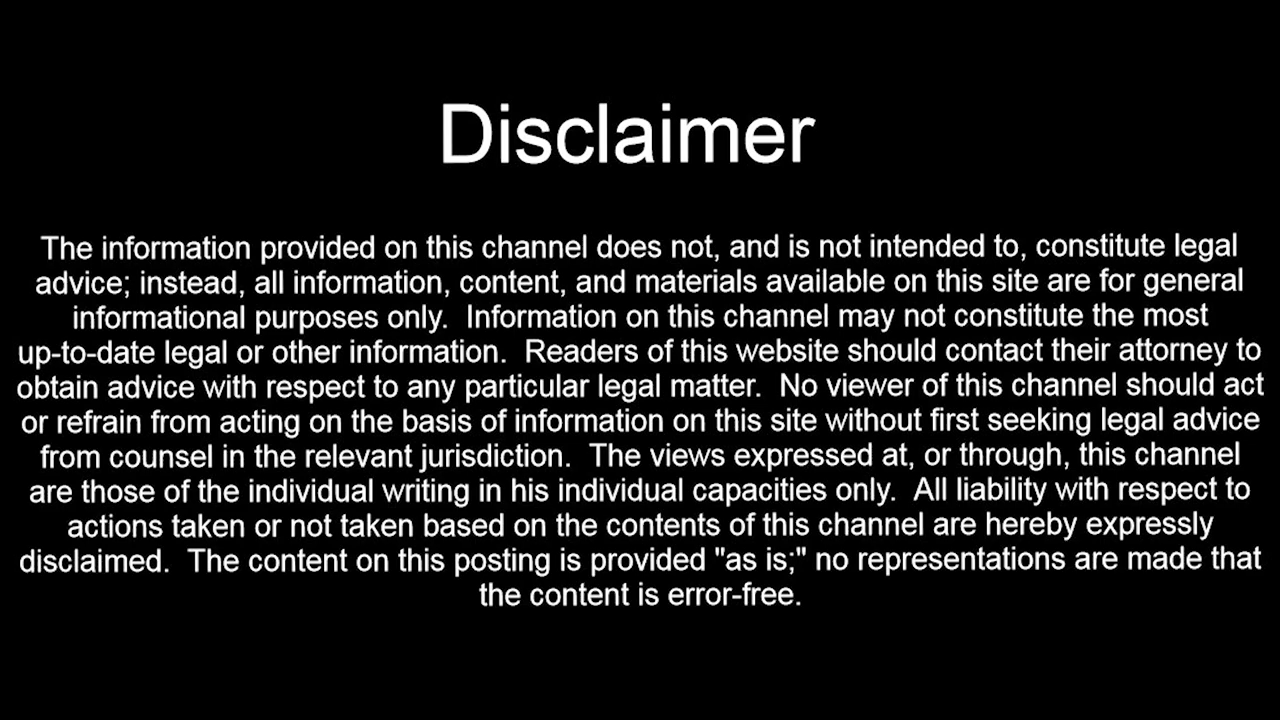 Disclaimer
The information provided on this channel does not, and is not intended to, constitute legal
advice; instead, all information, content, and materials available on this site are for general
informational purposes only.  Information on this channel may not constitute the most
up-to-date legal or other information.  Readers of this website should contact their attorney to
obtain advice with respect to any particular legal matter.  No viewer of this channel should act
or refrain from acting on the basis of information on this site without first seeking legal advice
from counsel in the relevant jurisdiction.  The views expressed at, or through, this channel
are those of the individual writing in his individual capacities only.  All liability with respect to
actions taken or not taken based on the contents of this channel are hereby expressly
disclaimed.  The content on this posting is provided "as is;" no representations are made that
the content is error-free.